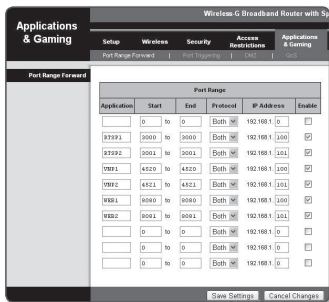 Wireless-G Broadband Router with Sp
Applications
& Gaming
Setup Wireless Security Access Restrictions Applications & Gaming
Port Range Forward | Port Triggering | DMZ | QoS
Port Range Forward
Port Range
Application Start End Protocol IP Address Enable
0 to 0 Both 192.168.1. 0
RTSP1 3000 to 3000 Both 192.168.1. 100
RTSP2 3001 to 3001 Both 192.168.1. 101
VNP1 4520 to 4520 Both 192.168.1. 100
VNP2 4521 to 4521 Both 192.168.1. 101
WEB1 8080 to 8080 Both 192.168.1. 100
WEB2 8081 to 8081 Both 192.168.1. 101
0 to 0 Both 192.168.1. 0
0 to 0 Both 192.168.1. 0
0 to 0 Both 192.168.1. 0
Save Settings Cancel Changes